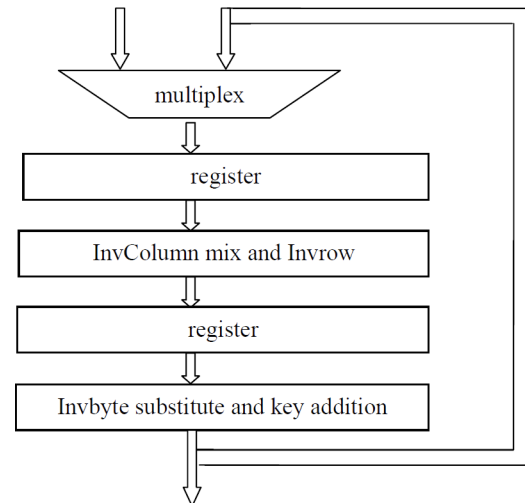 multiplex
register
InvColumn mix and Invrow
register
Invbyte substitute and key addition